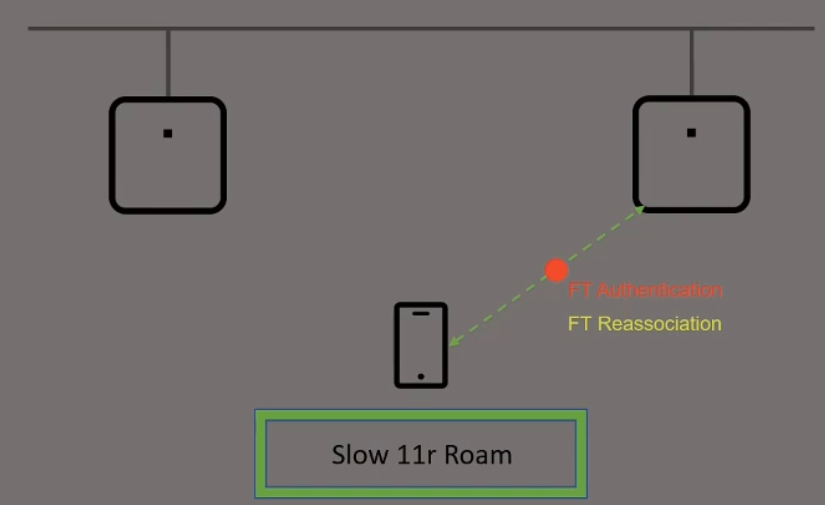 FT Authentication
FT Reassociation
Slow 11r Roam